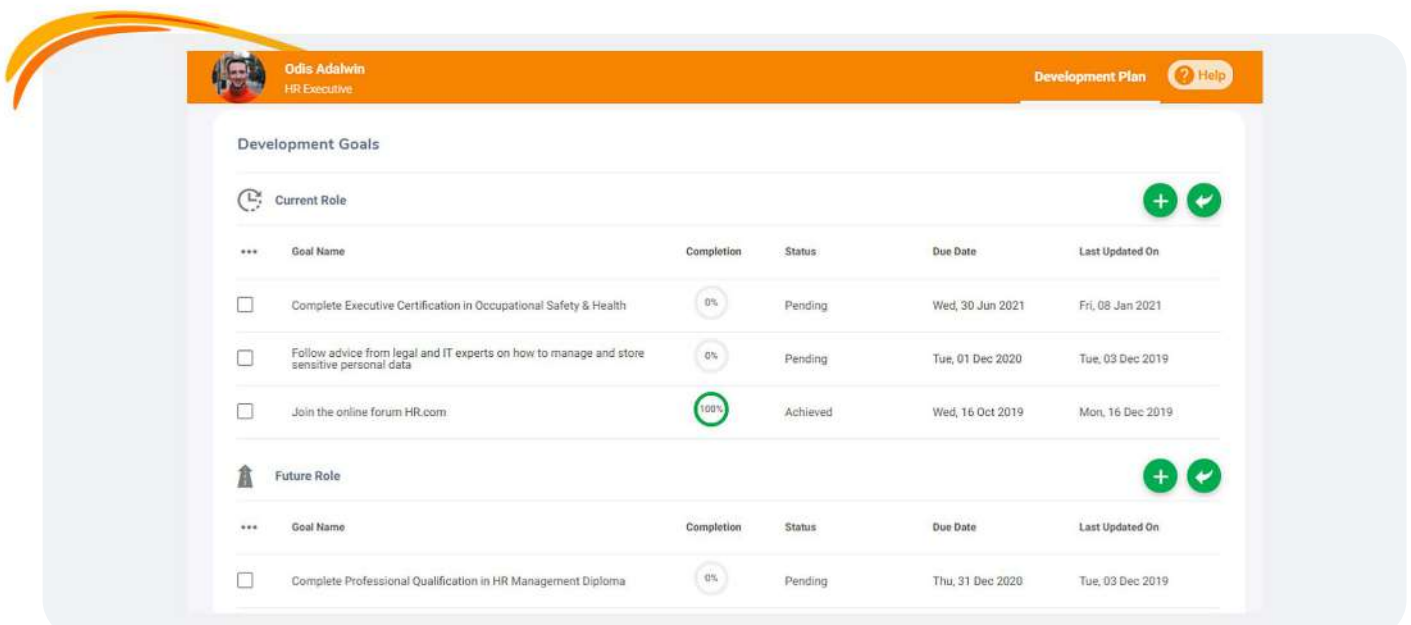 Odis Adalwin
HR Executive
Development Plan
? Help
Development Goals
Current Role
Goal Name Completion Status Due Date Last Updated On
Complete Executive Certification in Occupational Safety & Health 0% Pending Wed, 30 Jun 2021 Fri, 08 Jan 2021
Follow advice from legal and IT experts on how to manage and store
sensitive personal data
0% Pending Tue, 01 Dec 2020 Tue, 03 Dec 2019
Join the online forum HR.com 100% Achieved Wed, 16 Oct 2019 Mon, 16 Dec 2019
Future Role
Goal Name Completion Status Due Date Last Updated On
Complete Professional Qualification in HR Management Diploma 0% Pending Thu, 31 Dec 2020 Tue, 03 Dec 2019